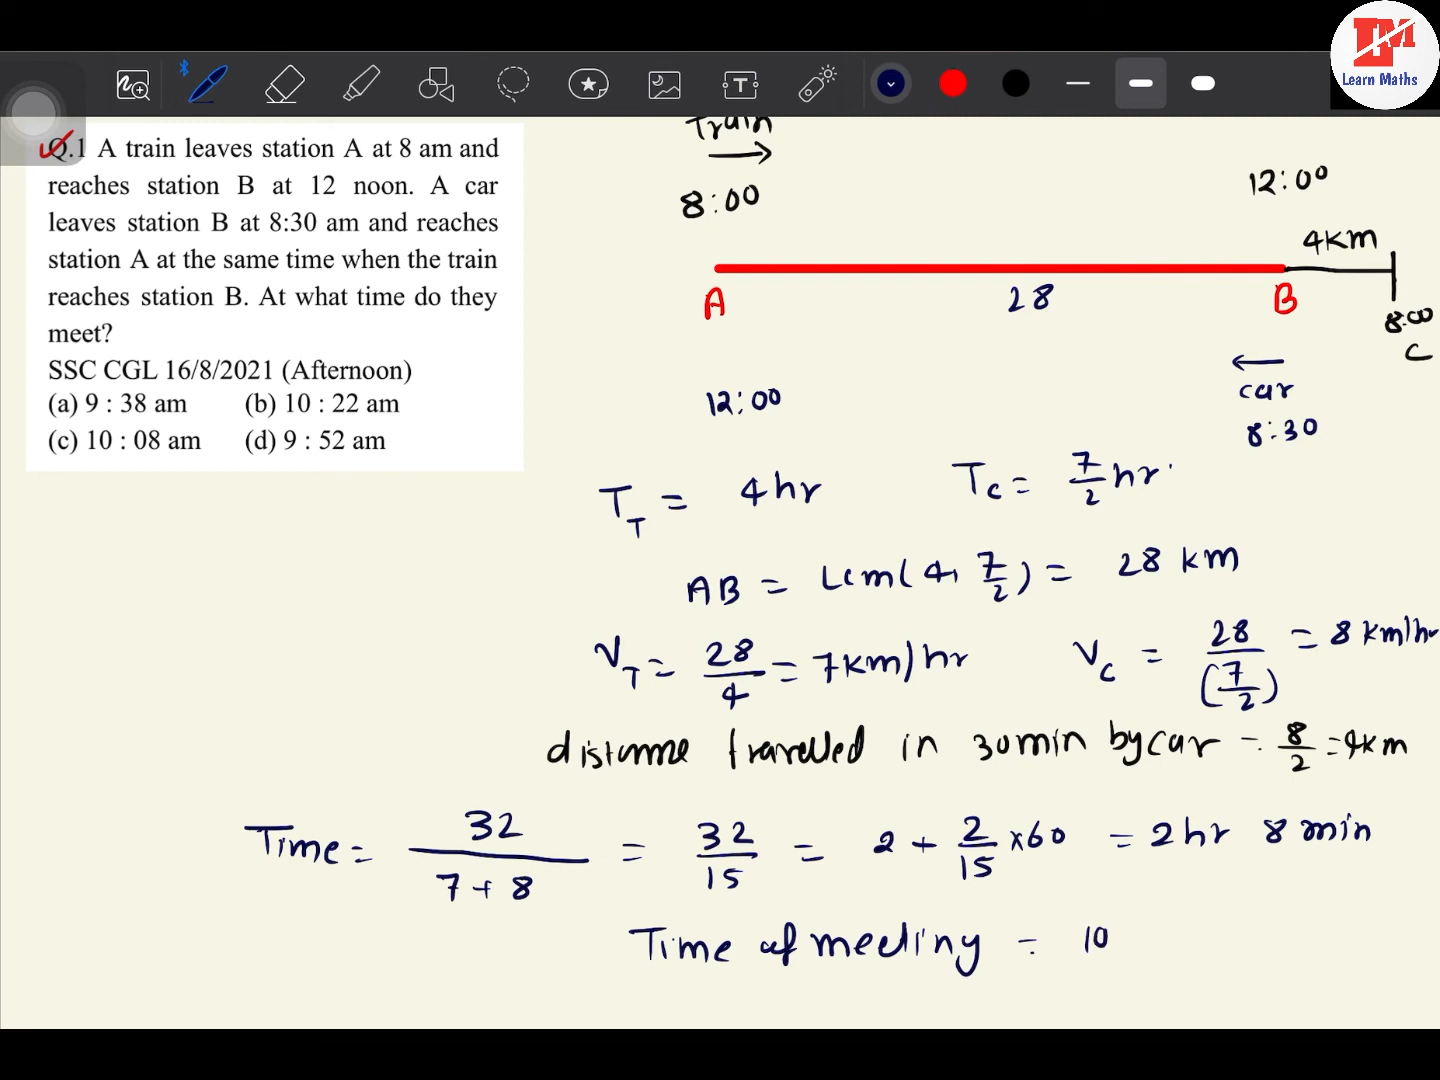 LM
Learn Maths
Q.1 A train leaves station A at 8 am and
reaches station B at 12 noon. A car
leaves station B at 8:30 am and reaches
station A at the same time when the train
reaches station B. At what time do they
meet?
SSC CGL 16/8/2021 (Afternoon)
(a) 9 : 38 am (b) 10 : 22 am
(c) 10 : 08 am (d) 9 : 52 am
Train
8:00
12:00
4km
A 28 B
8:00
C
car
12:00
8:30
T_T = 4hr T_C = 7/2 hr.
AB = Lcm(4, 7/2) = 28 km
V_T = 28/4 = 7km/hr V_C = 28/(7/2) = 8 km/hr
distance travelled in 30min by car = 8/2 = 4km
Time = 32/(7+8) = 32/15 = 2 + 2/15 ×60 = 2hr 8 min
Time of meeting = 10